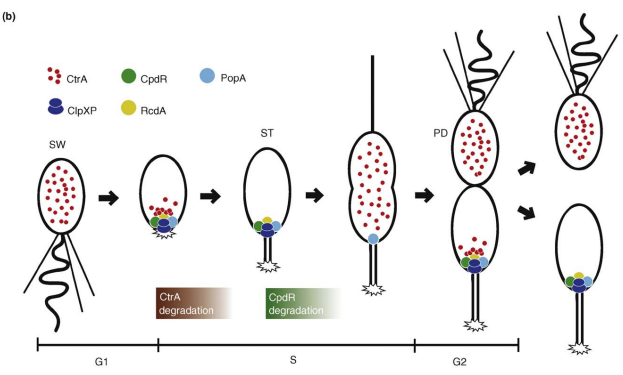 (b)
CtrA
CpdR
PopA
ClpXP
RcdA
SW
ST
PD
CtrA
degradation
CpdR
degradation
G1
S
G2